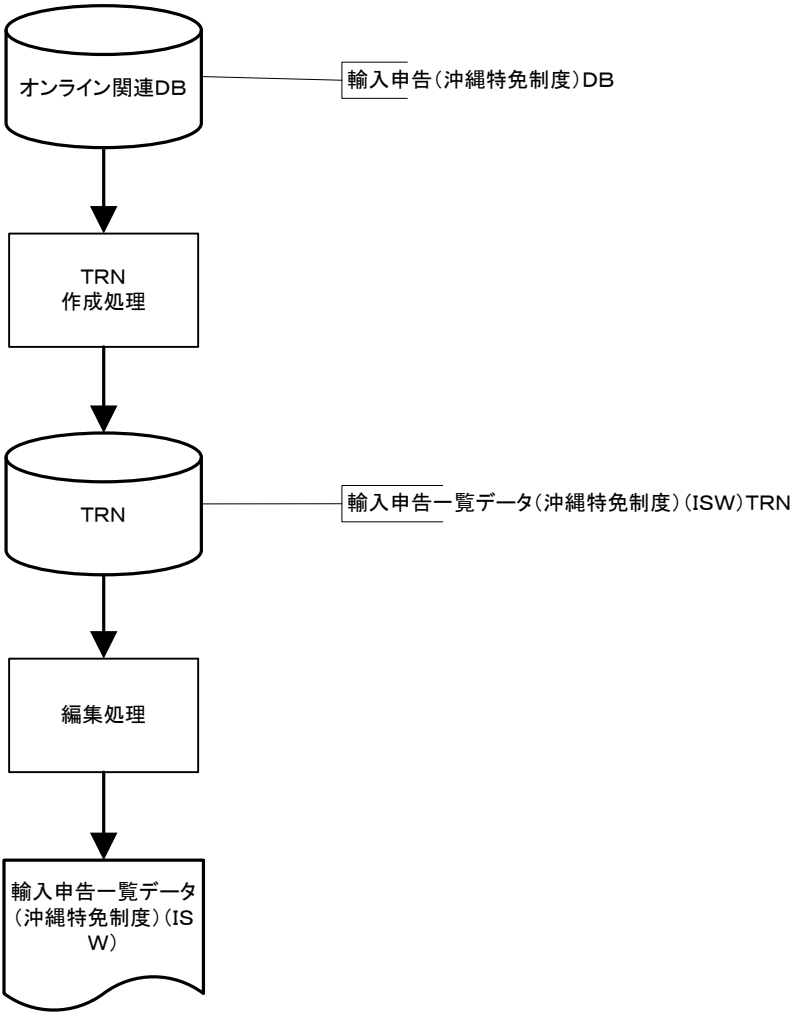 オンライン関連DB
輸入申告(沖縄特免制度)DB
TRN
作成処理
TRN
輸入申告一覧データ(沖縄特免制度)(ISW)TRN
編集処理
輸入申告一覧データ
(沖縄特免制度)(IS
W)